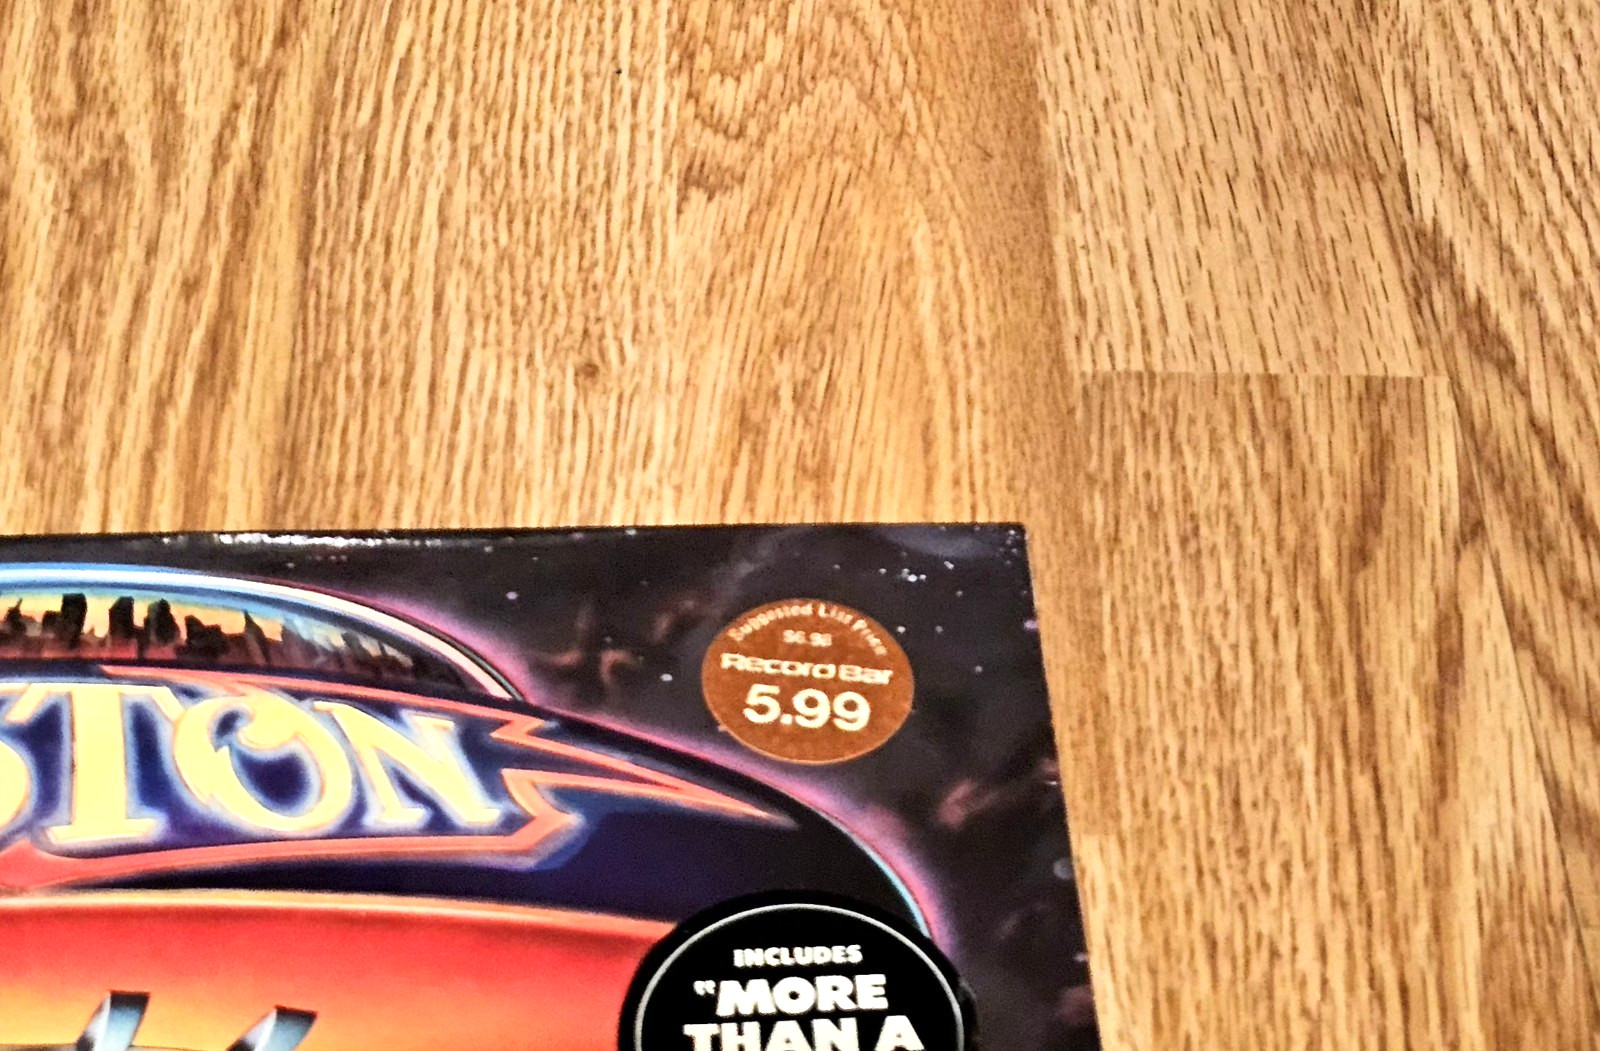 Suggested List Price
$6.98
Record Bar
5.99
STON
INCLUDES
"MORE
THAN A